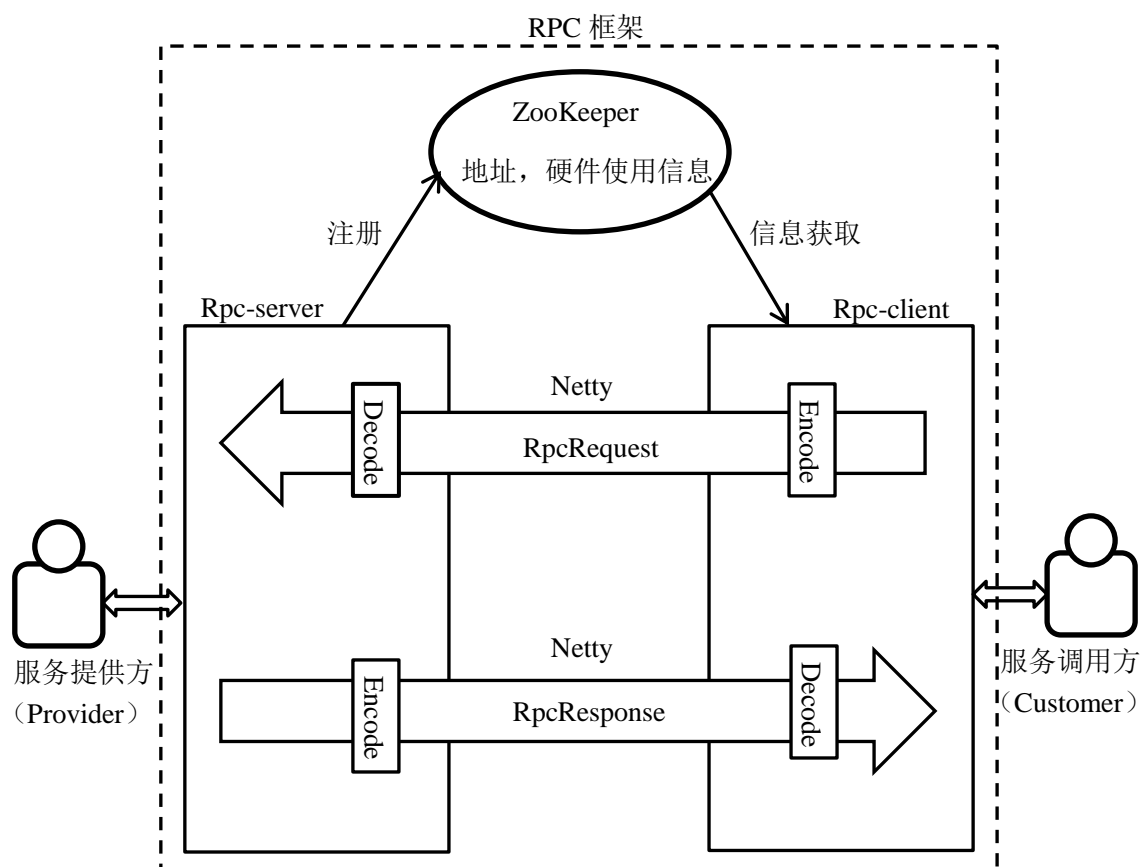 RPC 框架
ZooKeeper
地址，硬件使用信息
注册
信息获取
Rpc-server
Rpc-client
Netty
Decode
RpcRequest
Encode
服务提供方
（Provider）
服务调用方
（Customer）
Netty
Encode
RpcResponse
Decode